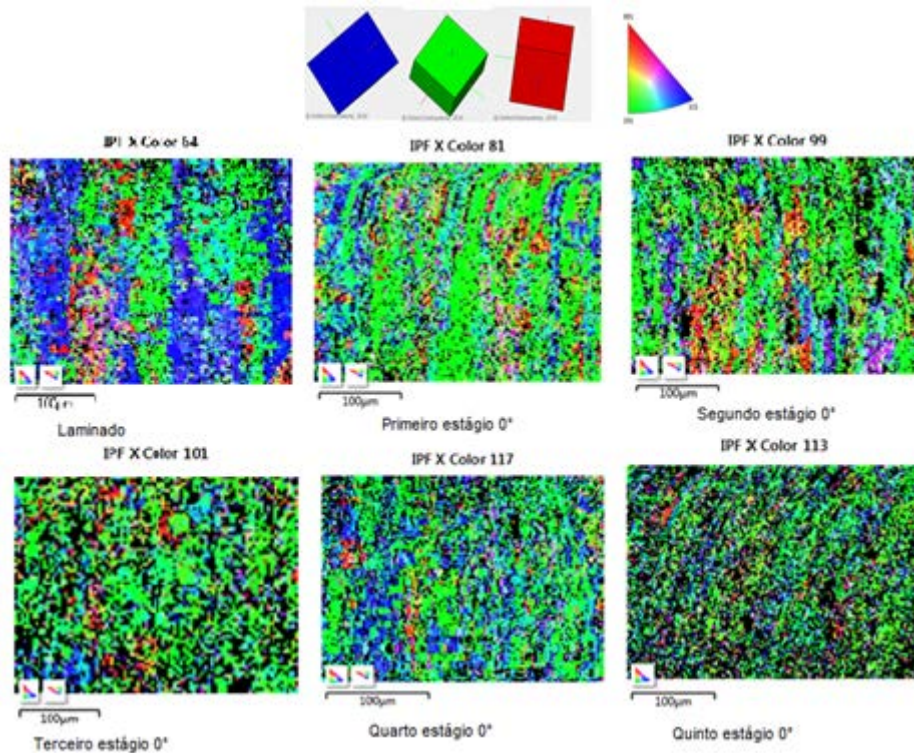 IPF X Color 81
IPF X Color 99
100µm
100µm
Laminado
Primeiro estágio 0°
Segundo estágio 0°
IPF X Color 101
IPF X Color 117
IPF X Color 113
100µm
100µm
100µm
Terceiro estágio 0°
Quarto estágio 0°
Quinto estágio 0°